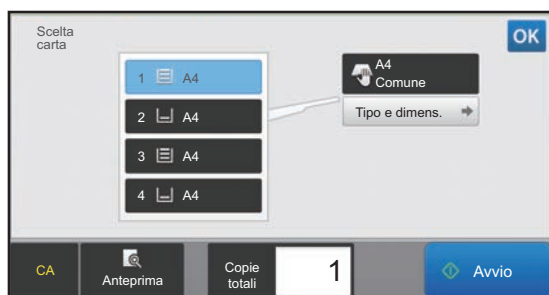 Scelta
carta
OK
1 A4
2 A4
3 A4
4 A4
A4
Comune
Tipo e dimens.
CA
Anteprima
Copie
totali
1
Avvio